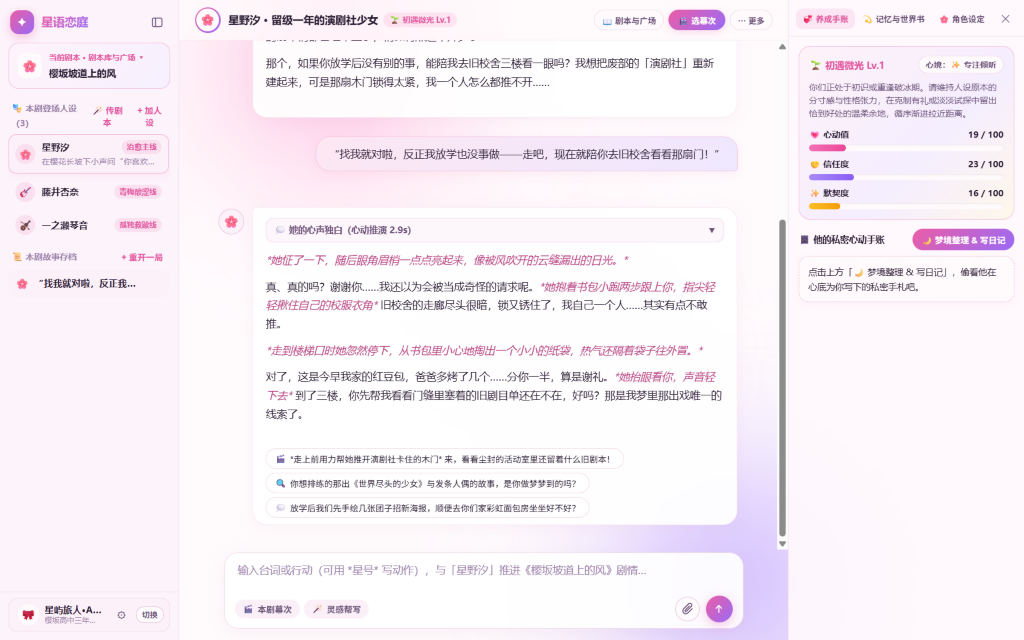 星语恋庭
当前剧本 • 剧本库与广场
樱坂坡道上的风
本剧登场人设 (3)
传剧本
+ 加人设
星野汐
治愈主线
在樱花长坡下小声问“你喜欢...
藤井杏奈
一之濑琴音
孤独救赎线
本剧故事存档
+ 重开一局
“找我就对啦，反正我...
星屿旅人•A...
樱坂高中三年...
切换
星野汐 · 留级一年的演剧社少女
初遇微光 Lv.1
剧本与广场
选幕次
··· 更多
那个，如果你放学后没有别的事，能陪我去旧校舍三楼看一眼吗？我想把废部的「演剧社」重新
建起来，可是那扇木门锁得太紧，我一个人怎么都推不开……
“找我就对啦，反正我放学也没事做——走吧，现在就陪你去旧校舍看看那扇门！”
她的心声独白（心动推演 2.9s）
▼
*她怔了一下，随后眼角眉梢一点点亮起来，像被风吹开的云缝漏出的日光。*
真、真的吗？谢谢你……我还以为会被当成奇怪的请求呢。*她抱着书包小跑两步跟上你，指尖轻
轻揪住自己的校服衣角* 旧校舍的走廊尽头很暗，锁又锈住了，我自己一个人……其实有点不敢
推。
*走到楼梯口时她忽然停下，从书包里小心地掏出一个小小的纸袋，热气还隔着袋子往外冒。*
对了，这是今早我家的红豆包，爸爸多烤了几个……分你一半，算是谢礼。*她抬眼看你，声音轻
下去* 到了三楼，你先帮我看看门缝里塞着的旧剧目单还在不在，好吗？那是我梦里那出戏唯一的
线索了。
*走上前用力帮她推开演剧社卡住的木门* 来，看看尘封的活动室里还留着什么旧剧本！
你想排练的那出《世界尽头的少女》与发条人偶的故事，是你做梦梦到的吗？
放学后我们先手绘几张团子招新海报，顺便去你们家彩虹面包房坐坐好不好？
输入台词或行动（可用 *星号* 写动作），与「星野汐」推进《樱坂坡道上的风》剧情...
本剧幕次
灵感帮写
养成手账
记忆与世界书
角色设定
初遇微光 Lv.1
心境：专注倾听
你们正处于初识或重逢破冰期。请维持人设原本的
分寸感与性格张力，在克制有礼或淡淡试探中留出
恰到好处的温柔余地，循序渐进拉近距离。
心动值
19 / 100
信任度
23 / 100
默契度
16 / 100
他的私密心动手账
梦境整理 & 写日记
点击上方「🌙 梦境整理 & 写日记」，偷看他在
心底为你写下的私密手札吧。